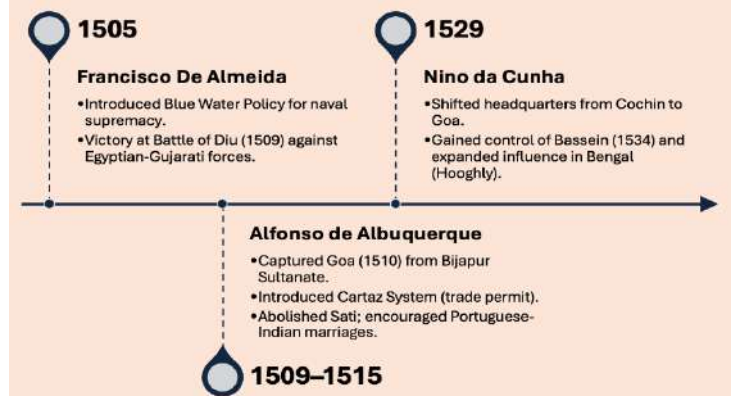 1505
Francisco De Almeida
•Introduced Blue Water Policy for naval
supremacy.
•Victory at Battle of Diu (1509) against
Egyptian-Gujarati forces.
1529
Nino da Cunha
•Shifted headquarters from Cochin to
Goa.
•Gained control of Bassein (1534) and
expanded influence in Bengal
(Hooghly).
Alfonso de Albuquerque
•Captured Goa (1510) from Bijapur
Sultanate.
•Introduced Cartaz System (trade permit).
•Abolished Sati; encouraged Portuguese-
Indian marriages.
1509–1515